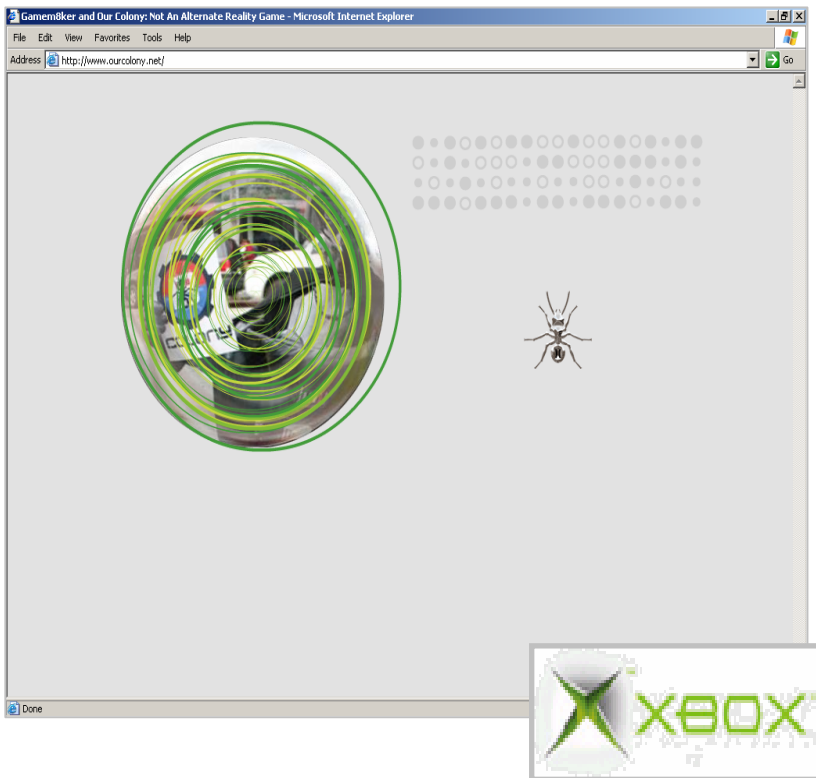 Gamem8ker and Our Colony: Not An Alternate Reality Game - Microsoft Internet Explorer
File Edit View Favorites Tools Help
Address http://www.ourcolony.net/ Go
COLONY
Done
XBOX